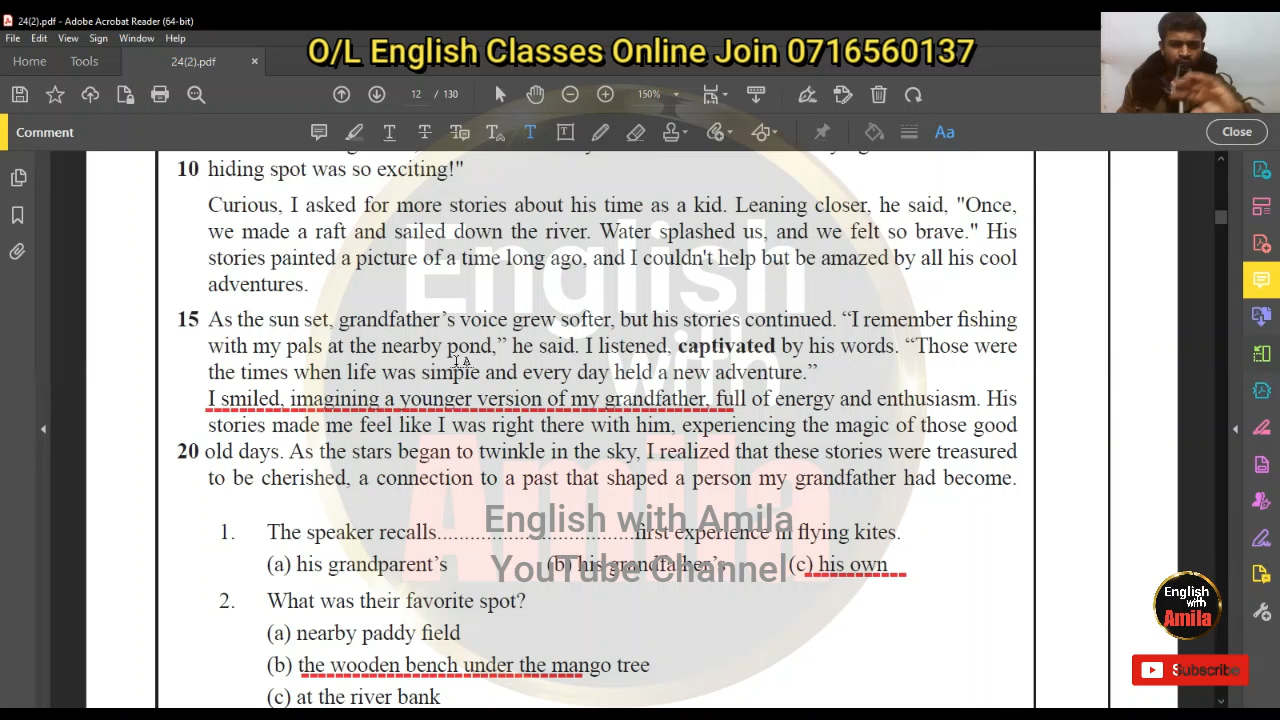 24(2).pdf - Adobe Acrobat Reader (64-bit)
File Edit View Sign Window Help
O/L English Classes Online Join 0716560137
Home Tools 24(2).pdf ×
12 / 130 150%
Comment Close
10 hiding spot was so exciting!"
Curious, I asked for more stories about his time as a kid. Leaning closer, he said, "Once,
we made a raft and sailed down the river. Water splashed us, and we felt so brave." His
stories painted a picture of a time long ago, and I couldn't help but be amazed by all his cool
adventures.
15 As the sun set, grandfather's voice grew softer, but his stories continued. “I remember fishing
with my pals at the nearby pond,” he said. I listened, captivated by his words. “Those were
the times when life was simple and every day held a new adventure.”
I smiled, imagining a younger version of my grandfather, full of energy and enthusiasm. His
stories made me feel like I was right there with him, experiencing the magic of those good
20 old days. As the stars began to twinkle in the sky, I realized that these stories were treasured
to be cherished, a connection to a past that shaped a person my grandfather had become.
English with Amila
1. The speaker recalls..................................first experience in flying kites.
(a) his grandparent's (b) his grandfather's (c) his own
English with Amila
YouTube Channel
2. What was their favorite spot?
(a) nearby paddy field
(b) the wooden bench under the mango tree
(c) at the river bank
English
with
Amila
Subscribe